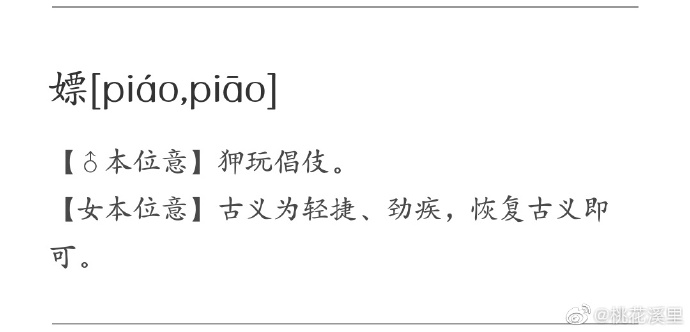 嫖[piáo,piāo]
【♂本位意】狎玩倡伎。
【女本位意】古义为轻捷、劲疾，恢复古义即
可。
@桃花溪里